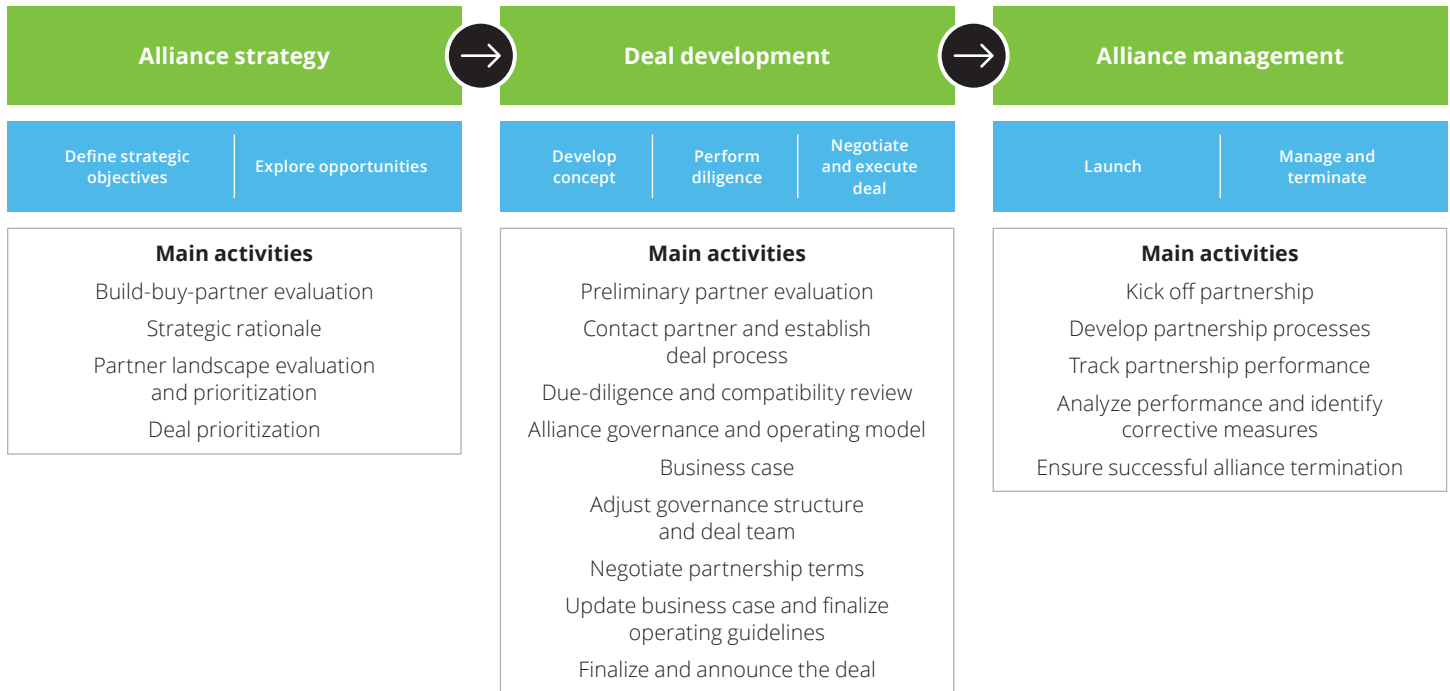 Alliance strategy
Deal development
Alliance management
Define strategic
objectives
Explore opportunities
Develop
concept
Perform
diligence
Negotiate
and execute
deal
Launch
Manage and
terminate
Main activities
Build-buy-partner evaluation
Strategic rationale
Partner landscape evaluation
and prioritization
Deal prioritization
Main activities
Preliminary partner evaluation
Contact partner and establish
deal process
Due-diligence and compatibility review
Alliance governance and operating model
Business case
Adjust governance structure
and deal team
Negotiate partnership terms
Update business case and finalize
operating guidelines
Finalize and announce the deal
Main activities
Kick off partnership
Develop partnership processes
Track partnership performance
Analyze performance and identify
corrective measures
Ensure successful alliance termination